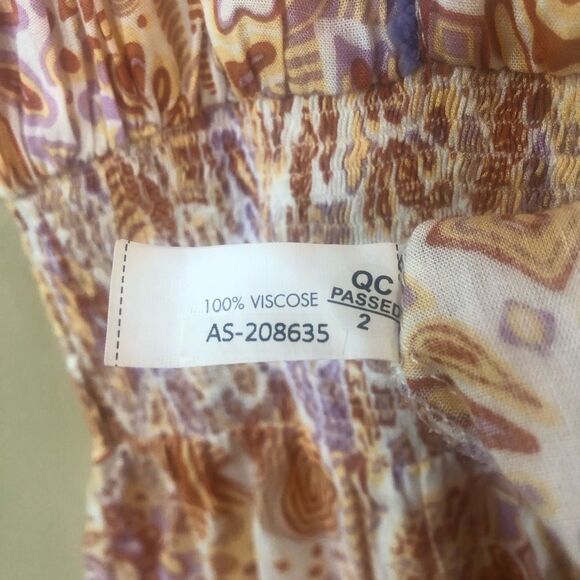 100% VISCOSE
AS-208635
QC
PASSED
2